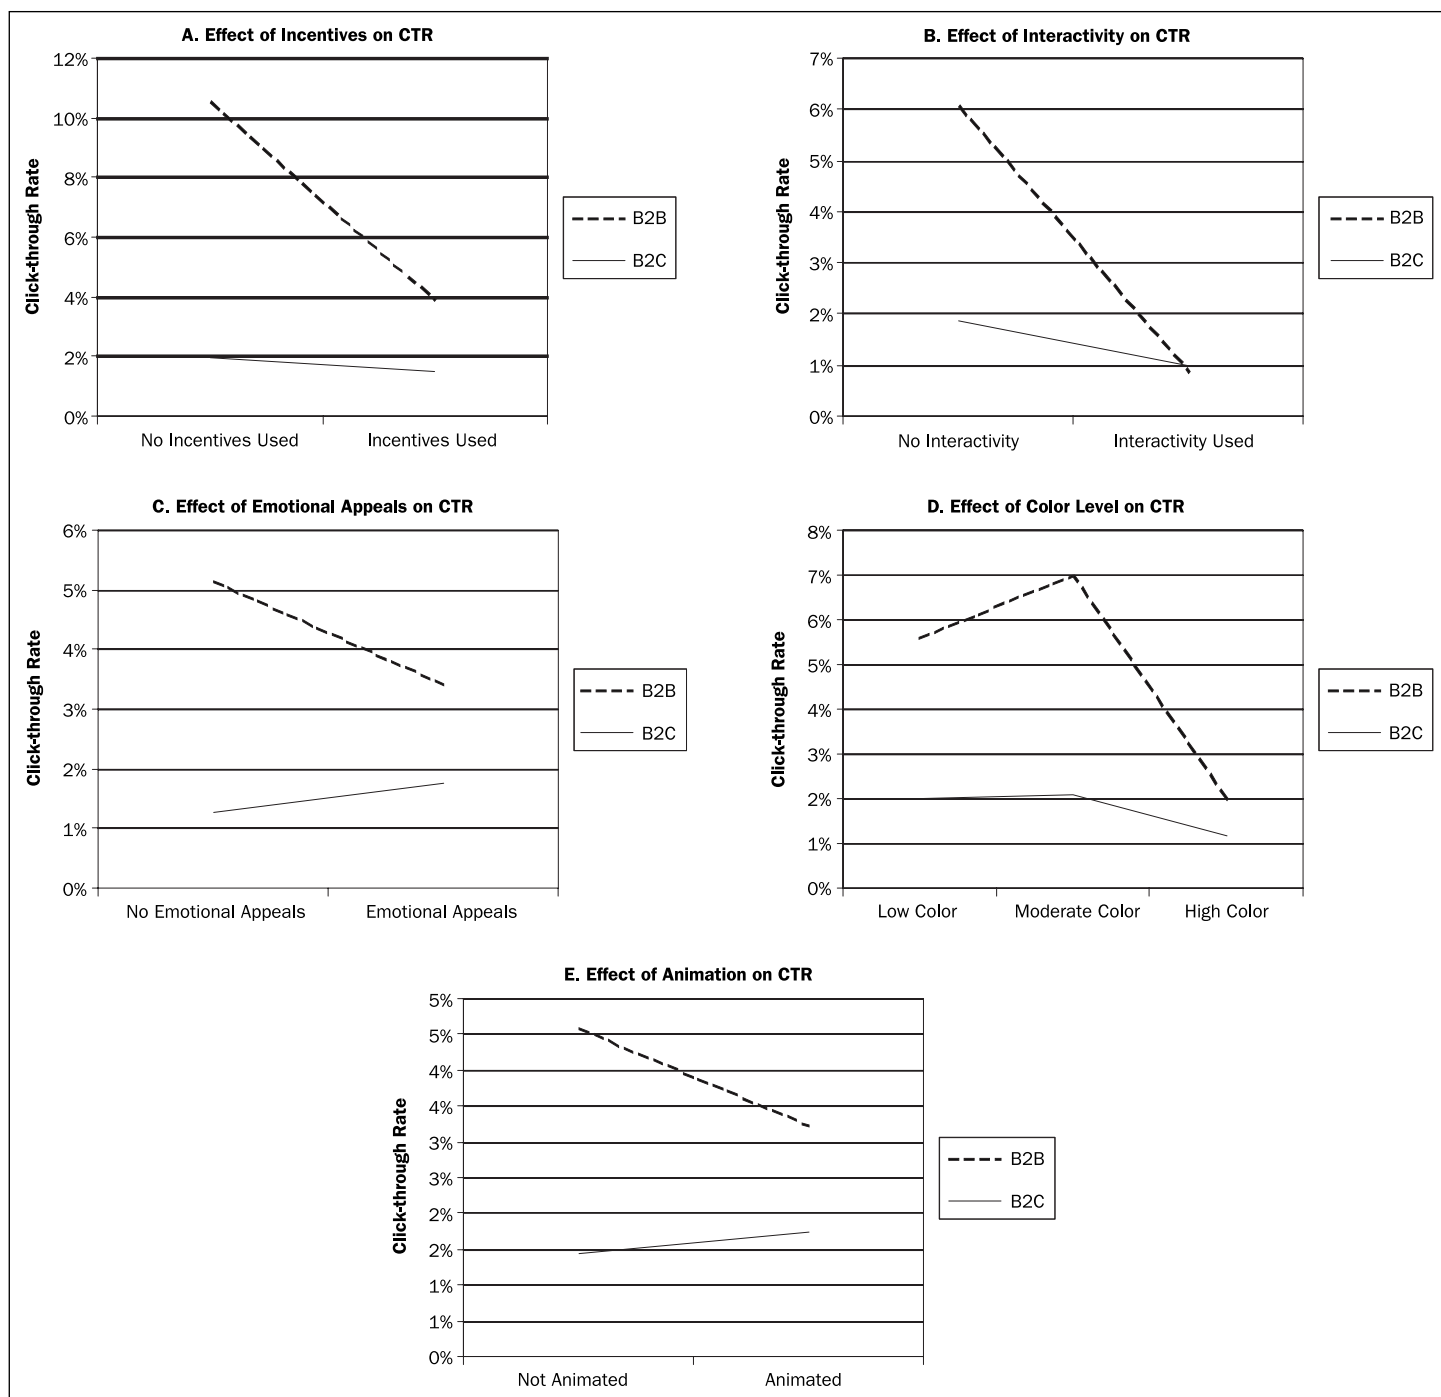 A. Effect of Incentives on CTR
12%
10%
8%
6%
4%
2%
0%
Click-through Rate
No Incentives Used
Incentives Used
B2B
B2C
B. Effect of Interactivity on CTR
7%
6%
5%
4%
3%
2%
1%
0%
Click-through Rate
No Interactivity
Interactivity Used
B2B
B2C
C. Effect of Emotional Appeals on CTR
6%
5%
4%
3%
2%
1%
0%
Click-through Rate
No Emotional Appeals
Emotional Appeals
B2B
B2C
D. Effect of Color Level on CTR
8%
7%
6%
5%
4%
3%
2%
1%
0%
Click-through Rate
Low Color
Moderate Color
High Color
B2B
B2C
E. Effect of Animation on CTR
5%
5%
4%
4%
3%
3%
2%
2%
1%
1%
0%
Click-through Rate
Not Animated
Animated
B2B
B2C